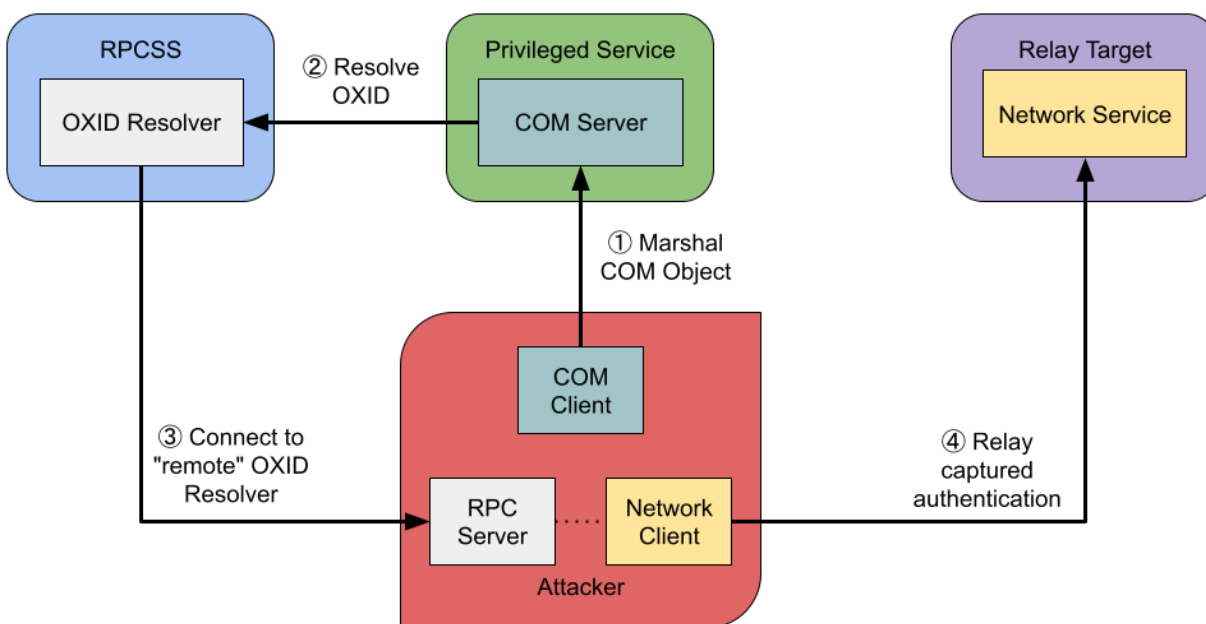 RPCSS
OXID Resolver
② Resolve
OXID
Privileged Service
COM Server
Relay Target
Network Service
① Marshal
COM Object
COM
Client
③ Connect to
"remote" OXID
Resolver
RPC
Server
Network
Client
Attacker
④ Relay
captured
authentication